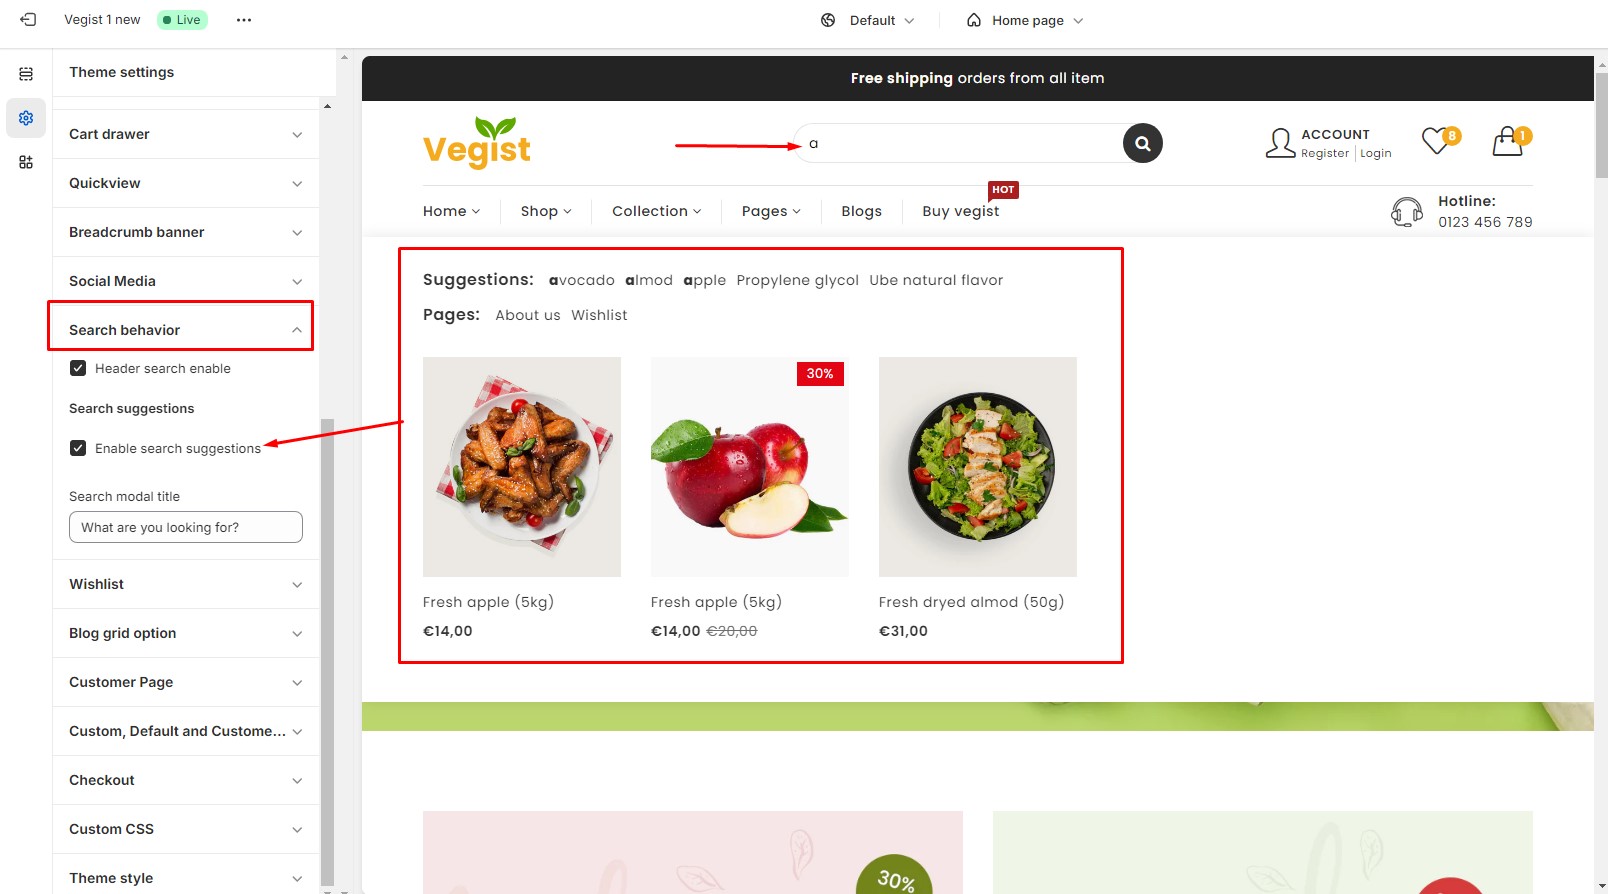 Vegist 1 new Live
Default
Home page
Theme settings
Cart drawer
Quickview
Breadcrumb banner
Social Media
Search behavior
Header search enable
Search suggestions
Enable search suggestions
Search modal title
What are you looking for?
Wishlist
Blog grid option
Customer Page
Custom, Default and Custome...
Checkout
Custom CSS
Theme style
Free shipping orders from all item
Vegist
a
ACCOUNT
Register Login
8
1
HOT
Home Shop Collection Pages Blogs Buy vegist
Hotline:
0123 456 789
Suggestions: avocado almod apple Propylene glycol Ube natural flavor
Pages: About us Wishlist
30%
Fresh apple (5kg)
€14,00
Fresh apple (5kg)
€14,00 €20,00
Fresh dryed almod (50g)
€31,00
30%